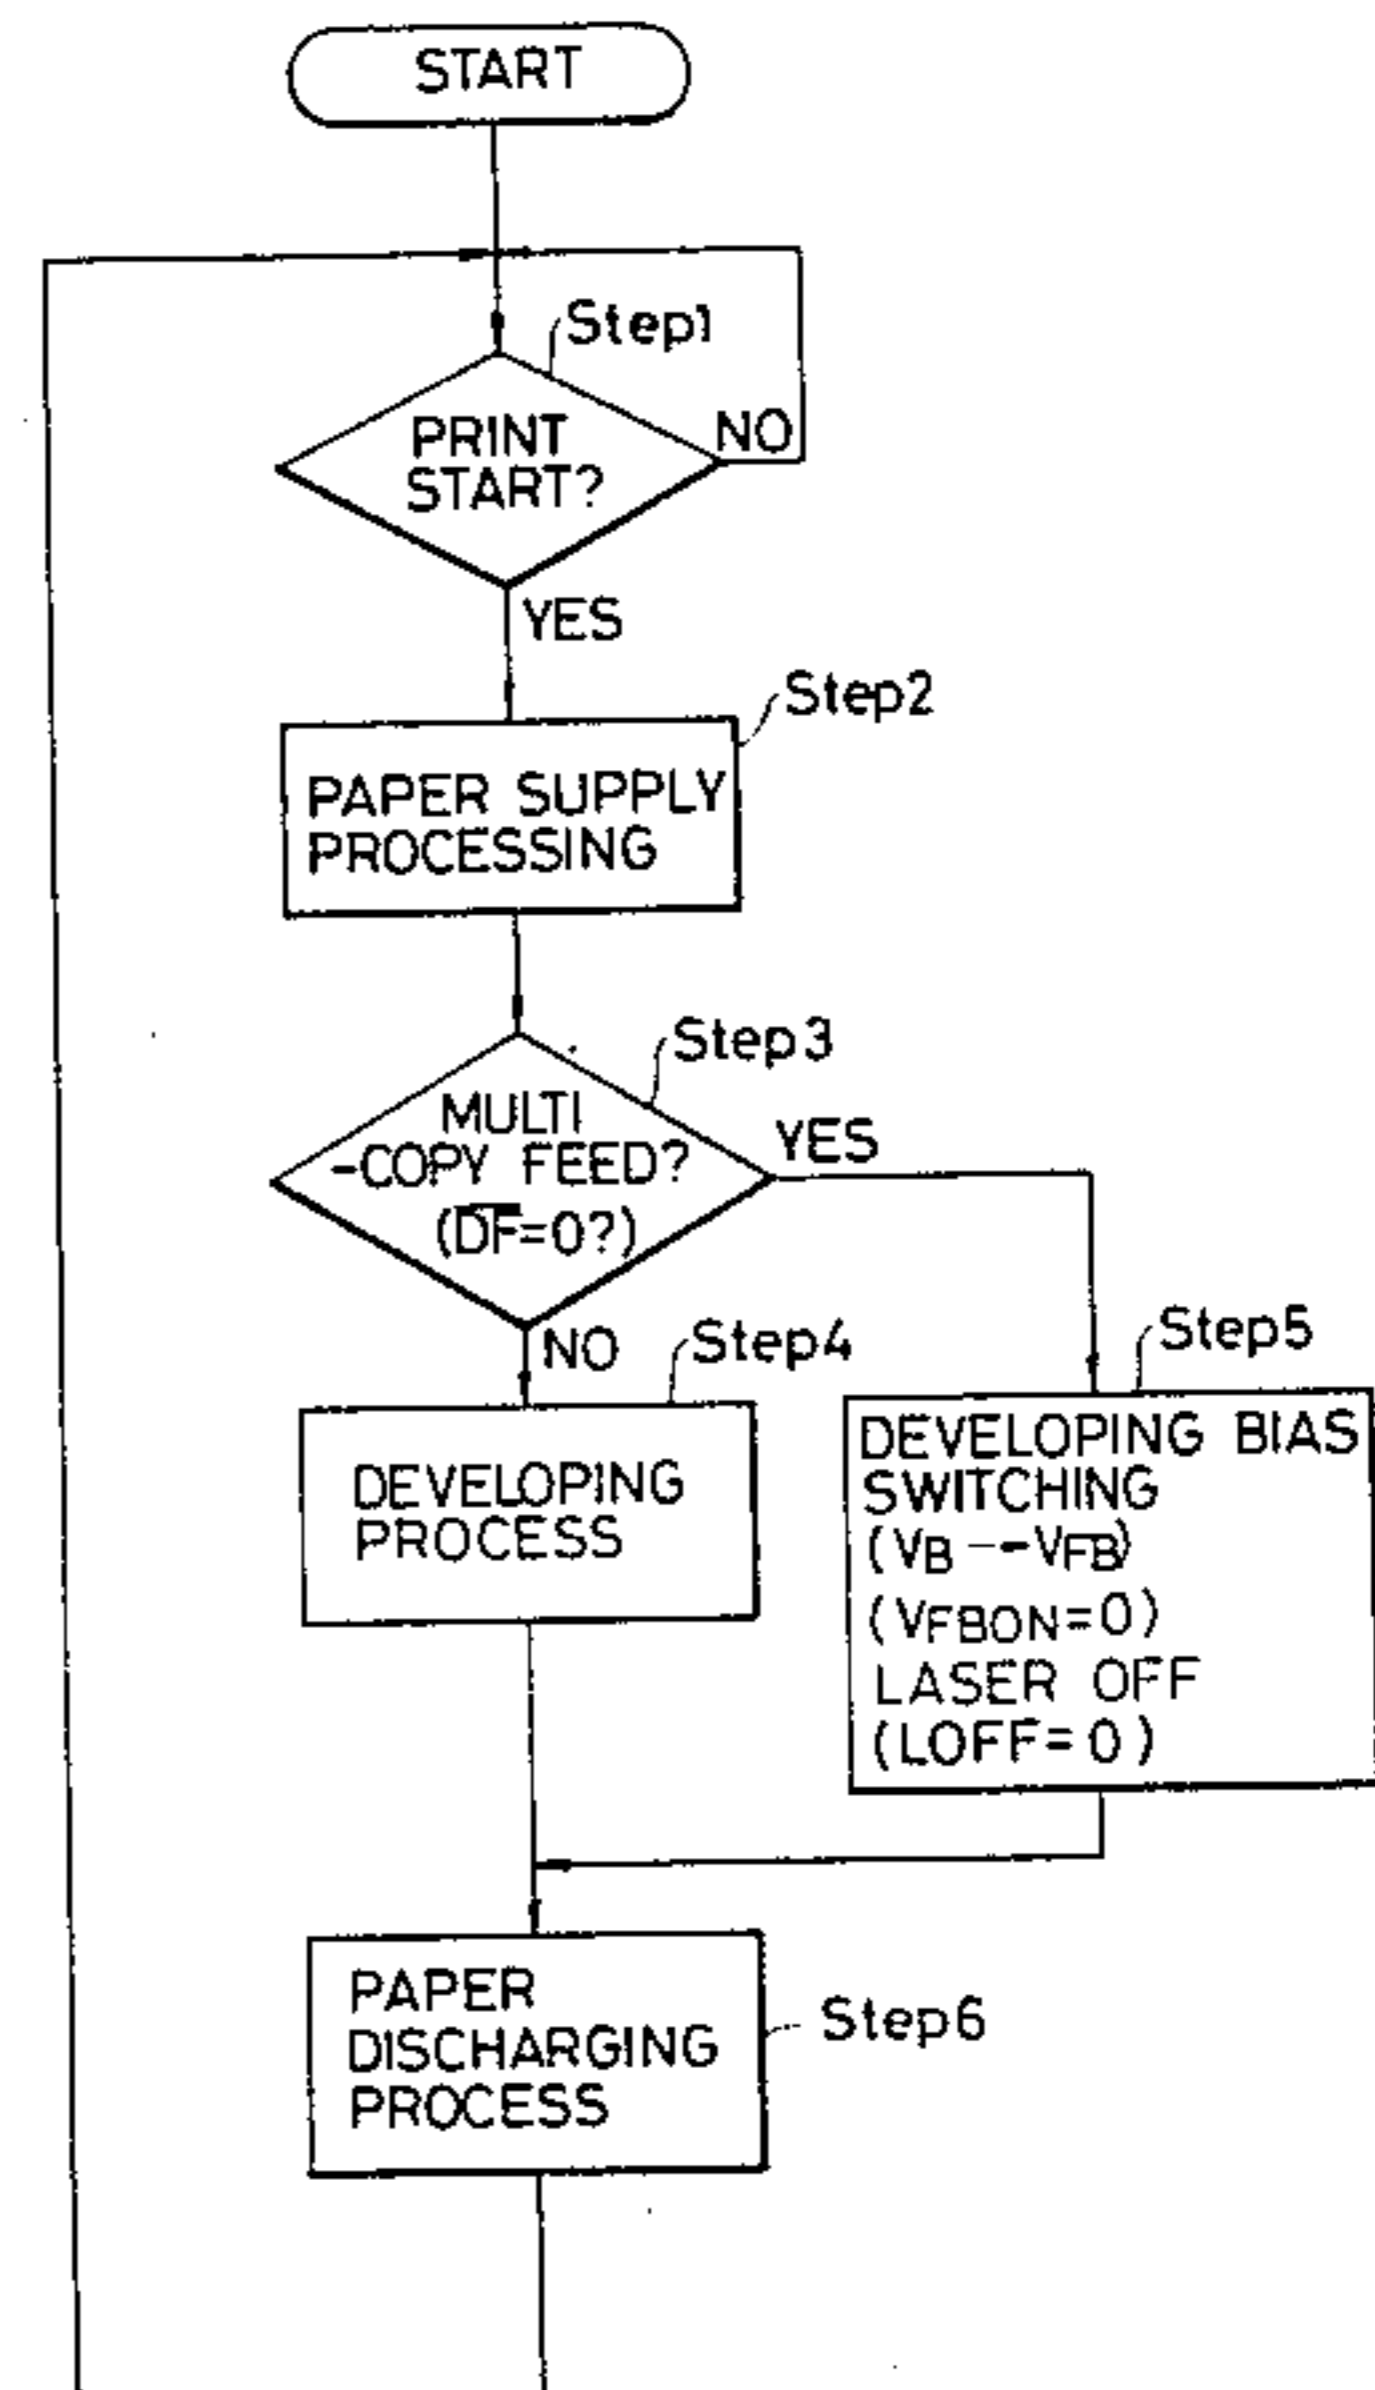 START
Step1
PRINT
START?
NO
YES
Step2
PAPER SUPPLY
PROCESSING
Step3
MULTI
-COPY FEED?
(D̅F̅=0?)
YES
NO
Step4
DEVELOPING
PROCESS
Step5
DEVELOPING BIAS
SWITCHING
(VB→VFB)
(VFBON=0)
LASER OFF
(LOFF=0)
PAPER
DISCHARGING
PROCESS
Step6